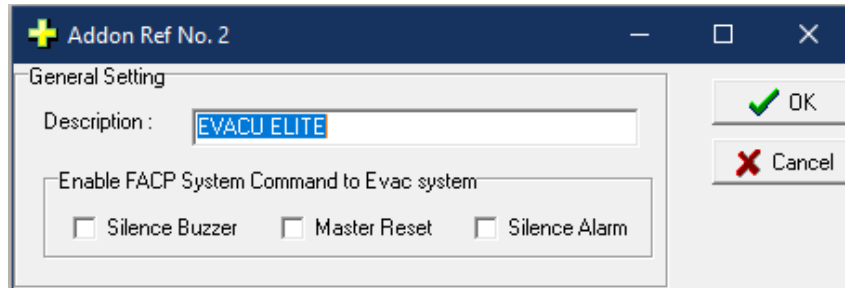 Addon Ref No. 2
General Setting
Description : EVACU ELITE
OK
Cancel
Enable FACP System Command to Evac system
Silence Buzzer Master Reset Silence Alarm